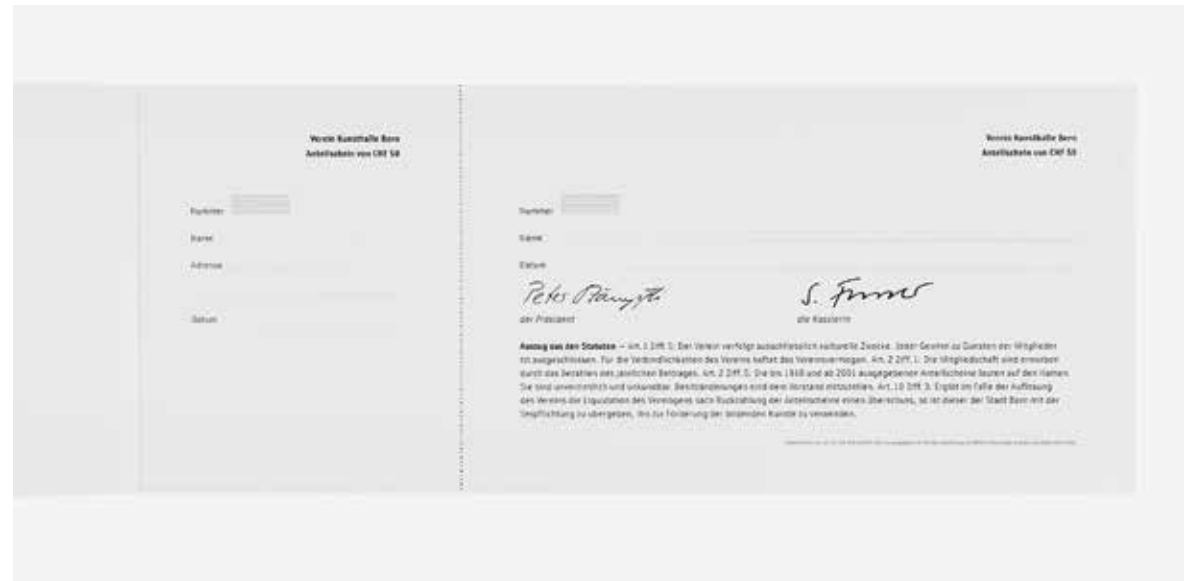 Verein Kunsthalle Bern
Anteilschein von CHF 50
Nummer
Name
Adresse
Datum
Verein Kunsthalle Bern
Anteilschein von CHF 50
Nummer
Name
Datum
Peter
S.
der Präsident
die Kassierin
Auszug aus den Statuten – Art. 1 Ziff. 5: Der Verein verfolgt ausschliesslich kulturelle Zwecke. Jeder Gewinn zu Gunsten der Mitglieder
ist ausgeschlossen. Für die Verbindlichkeiten des Vereins haftet das Vereinsvermögen. Art. 2 Ziff. 1: Die Mitgliedschaft wird erworben
durch das Bezahlen des jährlichen Beitrages. Art. 2 Ziff. 5: Die bis und ab 2001 ausgegebenen Anteilscheine lauten auf den Namen
Sie sind unverzinslich und unkündbar. Besitzänderungen sind dem Vorstand mitzuteilen. Art. 10 Ziff. 3: Ergibt im Falle der Auflösung
des Vereins die Liquidation des Vermögens nach Rückzahlung der Anteilscheine einen Überschuss, so ist dieser der Stadt Bern mit der
Verpflichtung zu übergeben, ihn zur Förderung der bildenden Künste zu verwenden.